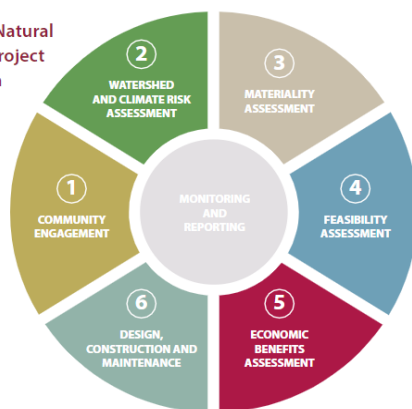 Natural
roject
1
COMMUNITY
ENGAGEMENT
2
WATERSHED
AND CLIMATE RISK
ASSESSMENT
3
MATERIALITY
ASSESSMENT
4
FEASIBILITY
ASSESSMENT
5
ECONOMIC
BENEFITS
ASSESSMENT
6
DESIGN,
CONSTRUCTION AND
MAINTENANCE
MONITORING
AND
REPORTING